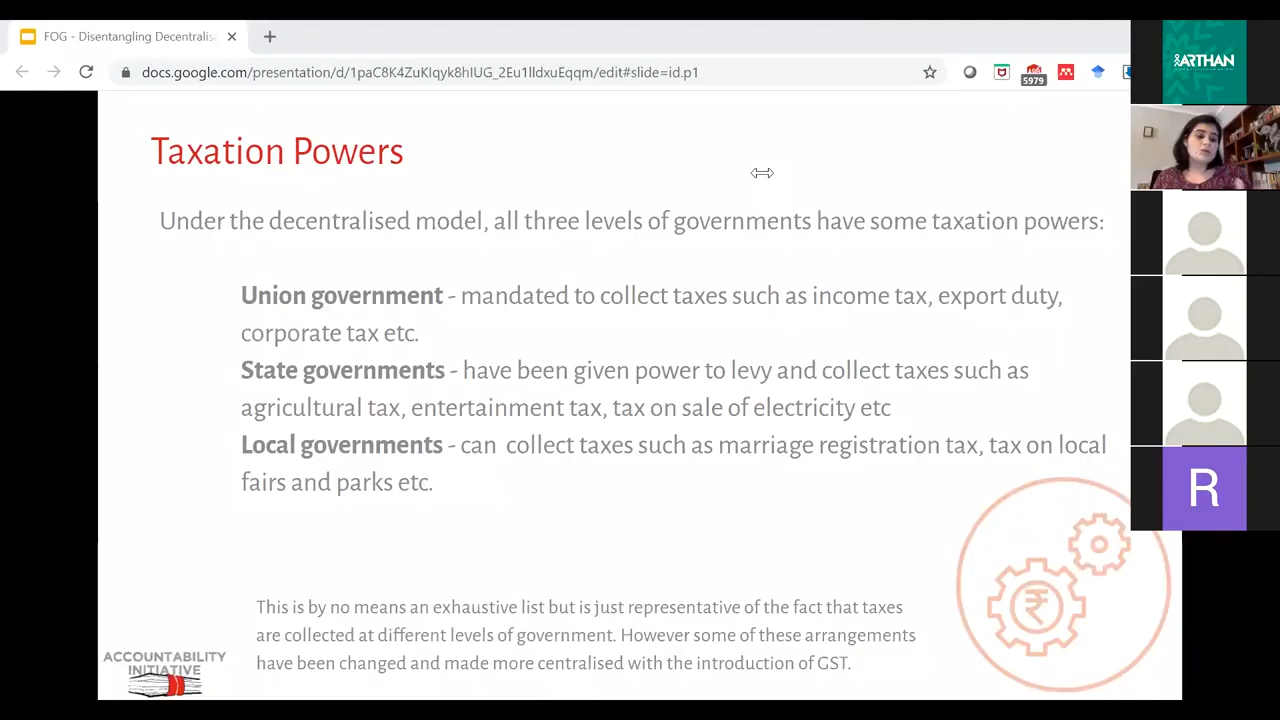 FOG - Disentangling Decentralis
docs.google.com/presentation/d/1paC8K4ZuKIqyk8hIUG_2Eu1lldxuEqqm/edit#slide=id.p1
5979
ARTHAN
Taxation Powers
Under the decentralised model, all three levels of governments have some taxation powers:
Union government - mandated to collect taxes such as income tax, export duty,
corporate tax etc.
State governments - have been given power to levy and collect taxes such as
agricultural tax, entertainment tax, tax on sale of electricity etc
Local governments - can collect taxes such as marriage registration tax, tax on local
fairs and parks etc.
R
₹
This is by no means an exhaustive list but is just representative of the fact that taxes
are collected at different levels of government. However some of these arrangements
have been changed and made more centralised with the introduction of GST.
ACCOUNTABILITY
INITIATIVE